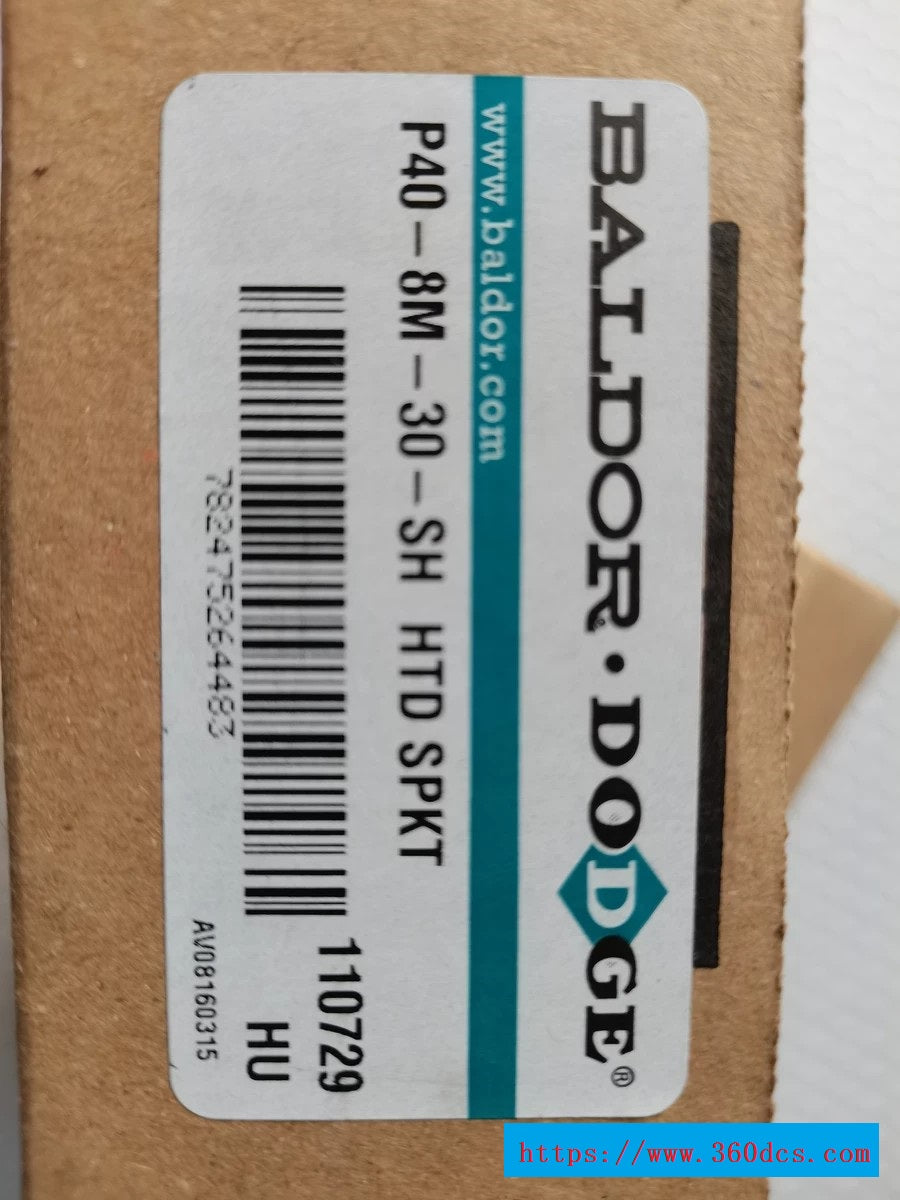 BALDOR·DODGE®
www.baldor.com
P40-8M-30-SH HTD SPKT
110729
HU
782475264483
AV08160315
https://www.360dcs.com